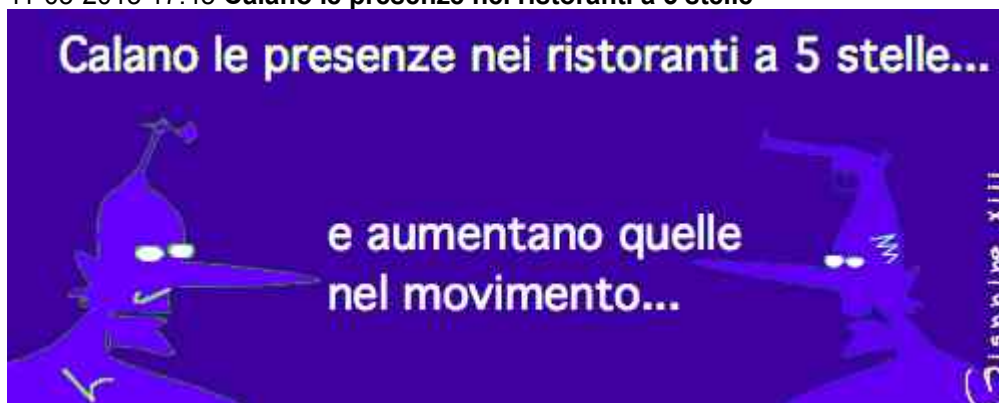 Calano le presenze nei ristoranti a 5 stelle...
e aumentano quelle
nel movimento...